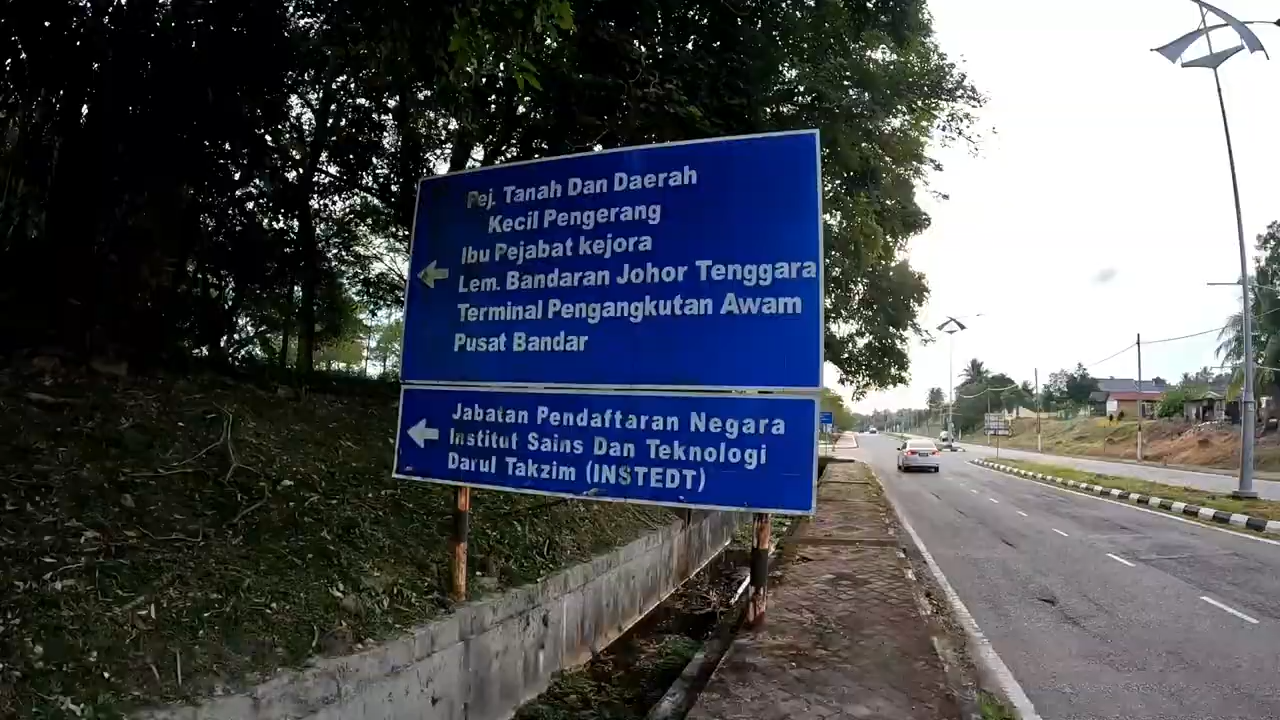 Pej. Tanah Dan Daerah
Kecil Pengerang
Ibu Pejabat kejora
Lem. Bandaran Johor Tenggara
Terminal Pengangkutan Awam
Pusat Bandar
Jabatan Pendaftaran Negara
Institut Sains Dan Teknologi
Darul Takzim (INSTEDT)